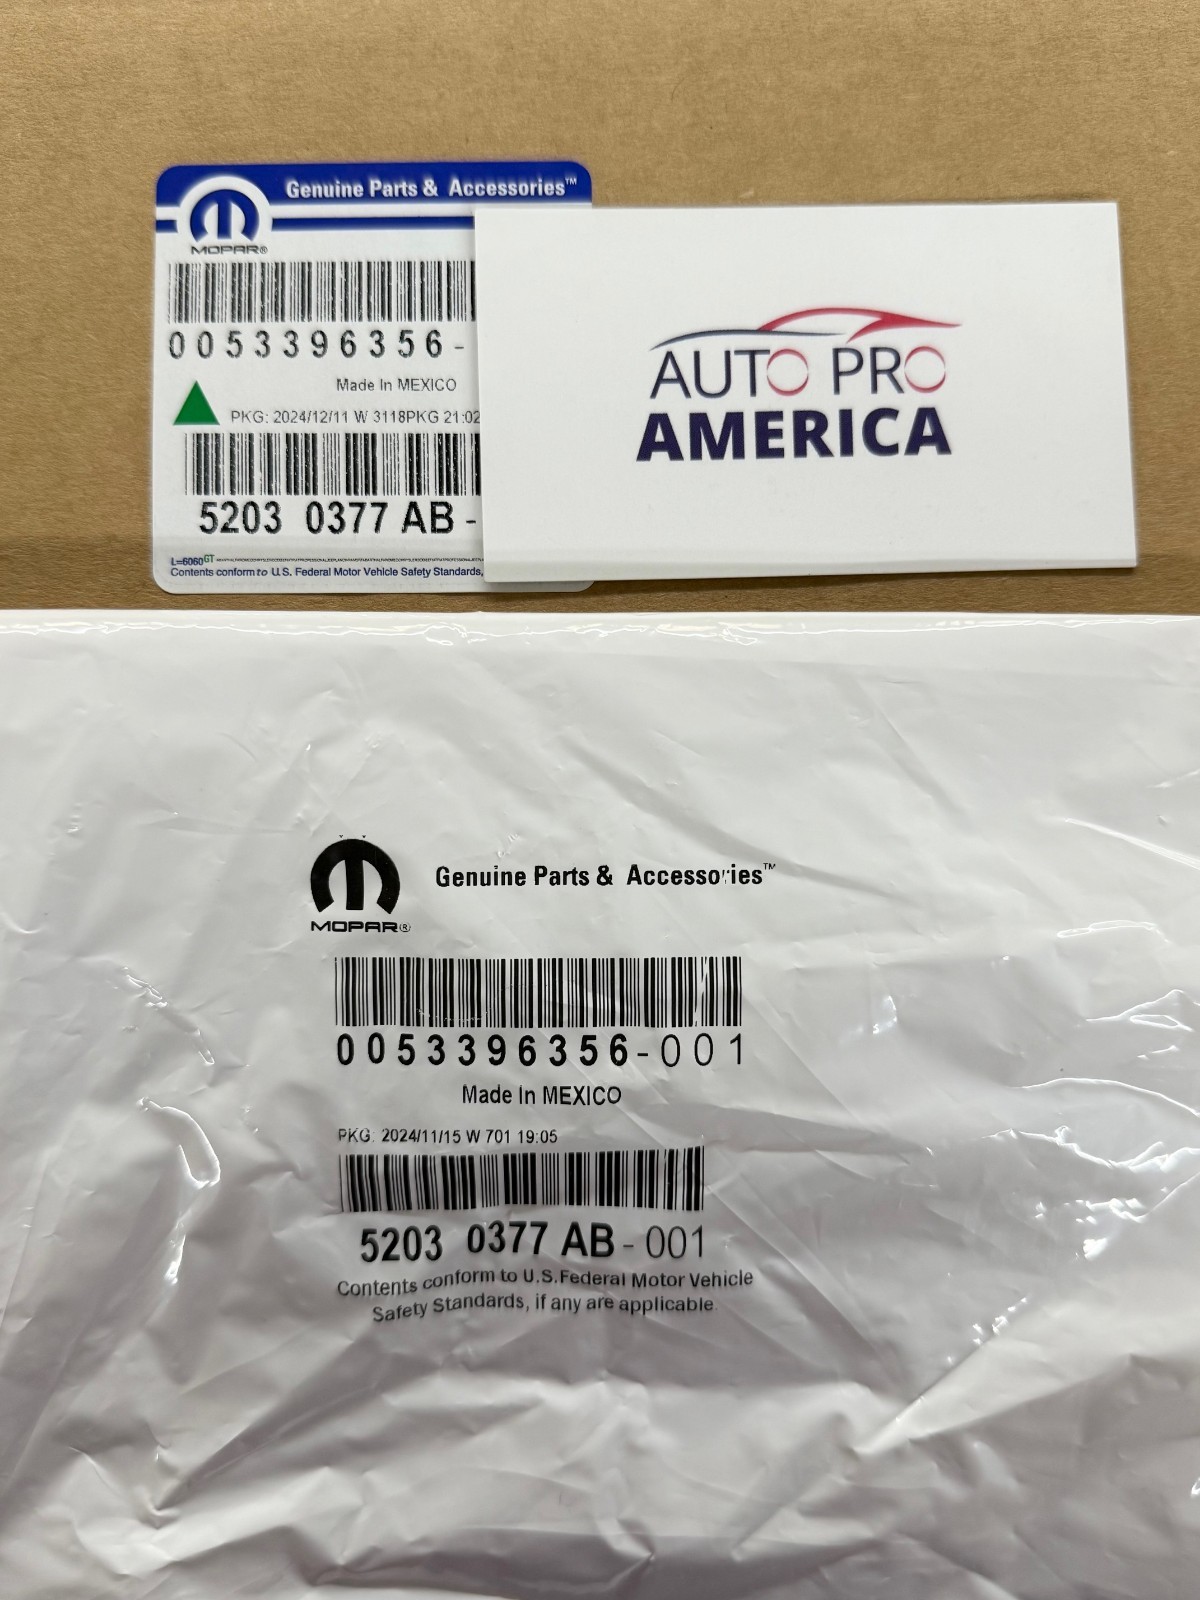 Genuine Parts & Accessories™
MOPAR®
0053396356-
Made In MEXICO
PKG: 2024/12/11 W 3118PKG 21:02
5203 0377 AB -
L=6060 GT
Contents conform to U.S. Federal Motor Vehicle Safety Standards,
AUTO PRO
AMERICA
Genuine Parts & Accessories™
MOPAR®
0053396356-001
Made In MEXICO
PKG: 2024/11/15 W 701 19:05
5203 0377 AB - 001
Contents conform to U.S.Federal Motor Vehicle
Safety Standards, if any are applicable.